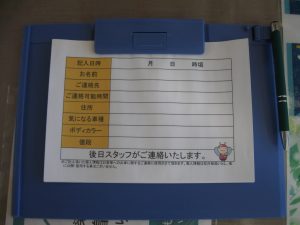 記入日時 月 日 時頃
お名前
ご連絡先
ご連絡可能時間
住所
気になる車種
ボディカラー
値段
後日スタッフがご連絡いたします。